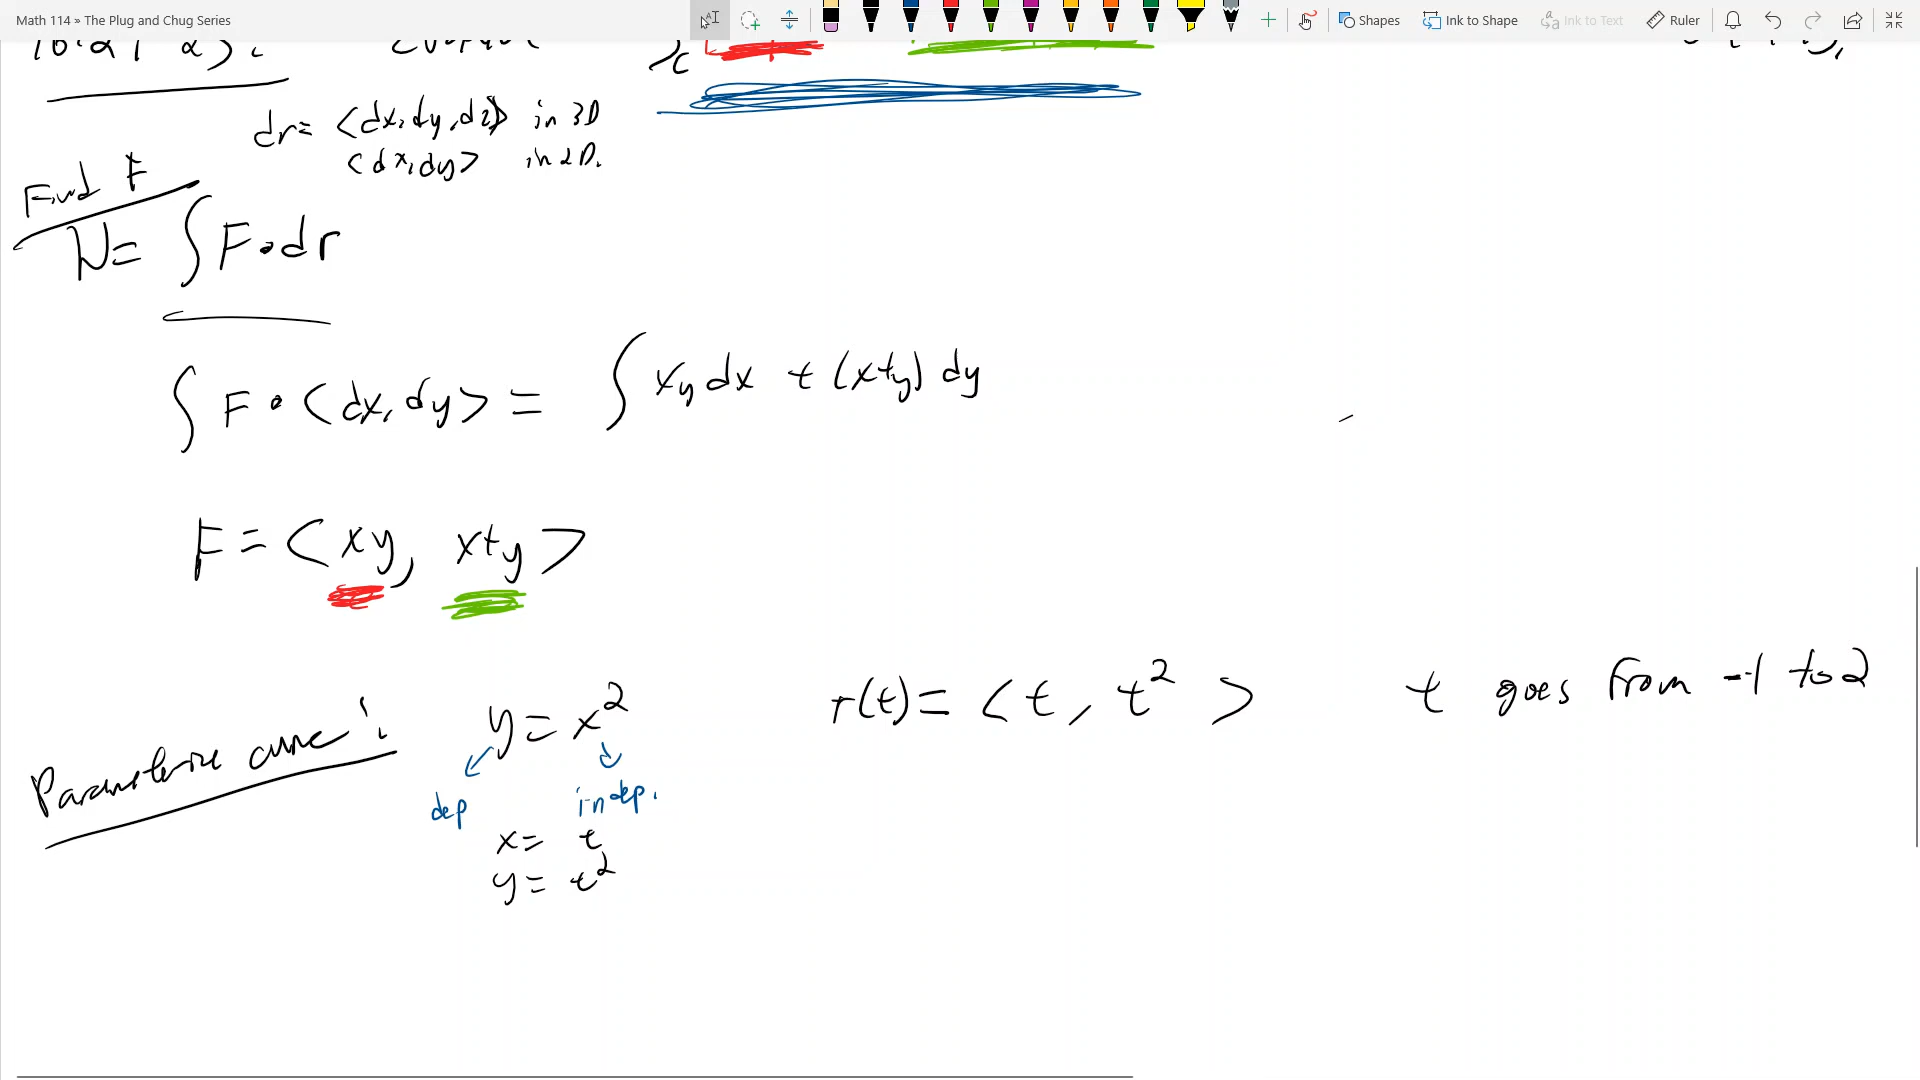 Math 114 » The Plug and Chug Series
Shapes
Ink to Shape
Ink to Text
Ruler
16.2
dr= <dx,dy,dz> in 3D
<dx,dy> in 2D.
Find F
W= ∫F•dr
∫F•<dx,dy> = ∫xy dx + (x+y) dy
F=<xy, x+y>
Parameterize curve:
y=x²
r(t)=<t, t²>
t goes from -1 to 2
dep
indep.
x= t
y= t²